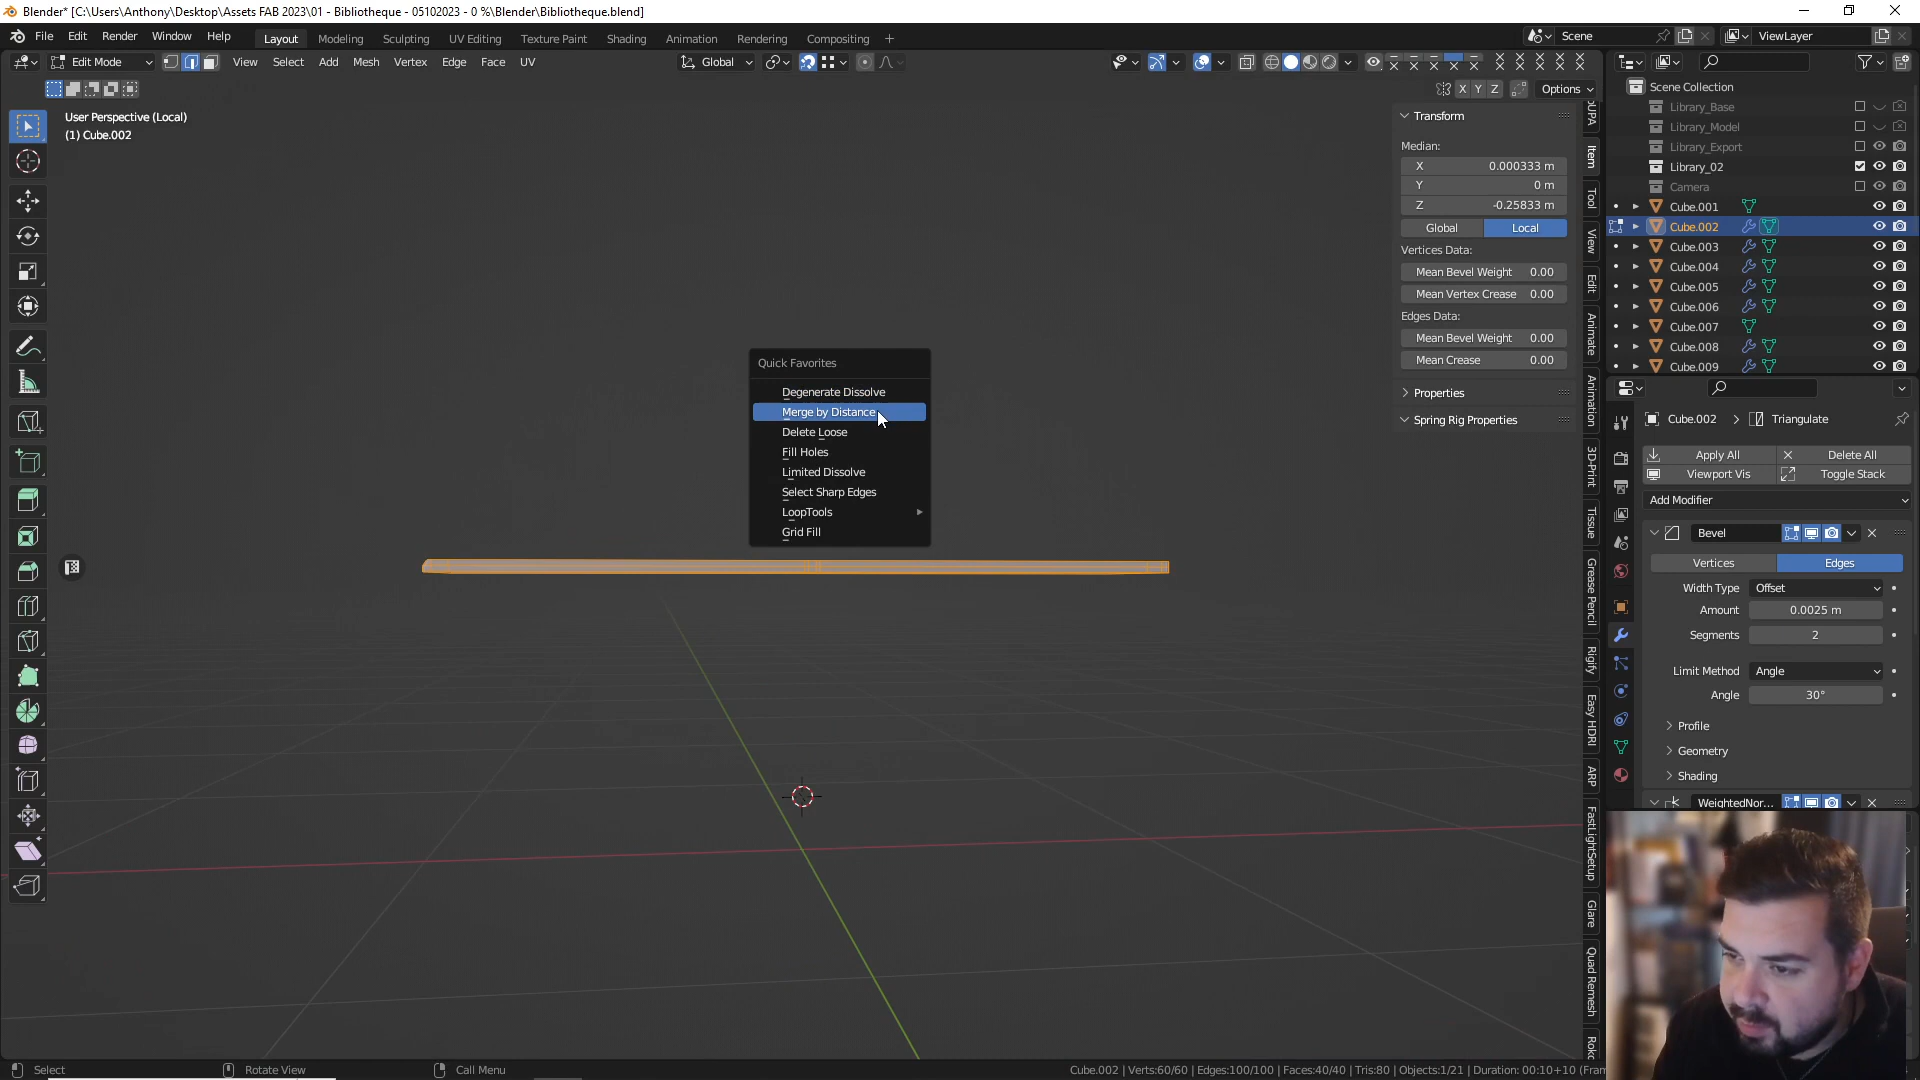 Blender* [C:\Users\Anthony\Desktop\Assets FAB 2023\01 - Bibliotheque - 05102023 - 0 %\Blender\Bibliotheque.blend]
File Edit Render Window Help Layout Modeling Sculpting UV Editing Texture Paint Shading Animation Rendering Compositing + Scene ViewLayer
Edit Mode View Select Add Mesh Vertex Edge Face UV Global
X Y Z Options
User Perspective (Local)
(1) Cube.002
Transform
Median:
X 0.000333 m
Y 0 m
Z -0.25833 m
Global Local
Vertices Data:
Mean Bevel Weight 0.00
Mean Vertex Crease 0.00
Edges Data:
Mean Bevel Weight 0.00
Mean Crease 0.00
Properties
Spring Rig Properties
Item
Tool
View
Edit
Animate
Animation
3D-Print
Tissue
Grease Pencil
Rigify
Easy HDRI
ARP
FastLightSetup
Glare
Quad Remesh
Quick Favorites
Degenerate Dissolve
Merge by Distance
Delete Loose
Fill Holes
Limited Dissolve
Select Sharp Edges
LoopTools
Grid Fill
Scene Collection
Library_Base
Library_Model
Library_Export
Library_02
Camera
Cube.001
Cube.002
Cube.003
Cube.004
Cube.005
Cube.006
Cube.007
Cube.008
Cube.009
Cube.002 > Triangulate
Apply All Delete All
Viewport Vis Toggle Stack
Add Modifier
Bevel
Vertices Edges
Width Type Offset
Amount 0.0025 m
Segments 2
Limit Method Angle
Angle 30°
Profile
Geometry
Shading
WeightedNor...
Select Rotate View Call Menu Cube.002 | Verts:60/60 | Edges:100/100 | Faces:40/40 | Tris:80 | Objects:1/21 | Duration: 00:10+10 (Fram